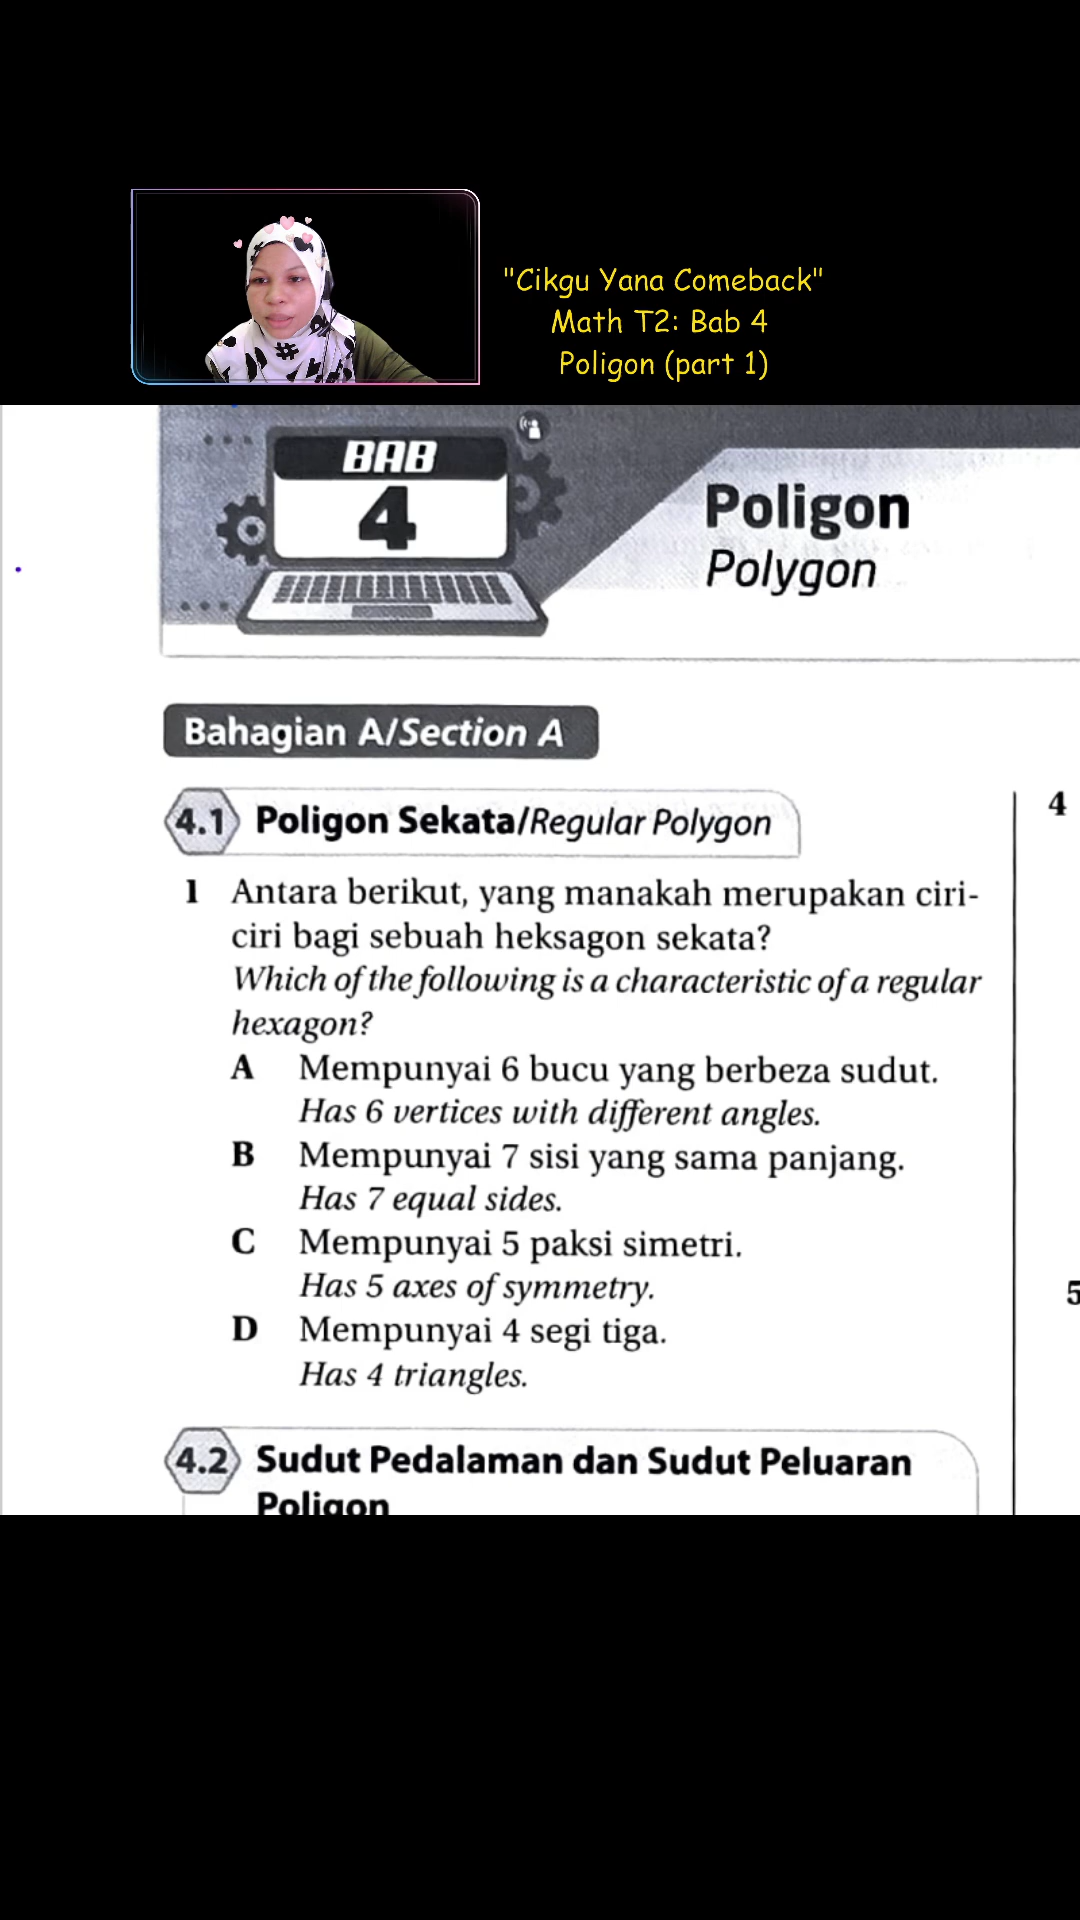 "Cikgu Yana Comeback"
Math T2: Bab 4
Poligon (part 1)
BAB
4
Poligon
Polygon
Bahagian A/Section A
4.1 Poligon Sekata/Regular Polygon
1 Antara berikut, yang manakah merupakan ciri-
ciri bagi sebuah heksagon sekata?
Which of the following is a characteristic of a regular
hexagon?
A Mempunyai 6 bucu yang berbeza sudut.
Has 6 vertices with different angles.
B Mempunyai 7 sisi yang sama panjang.
Has 7 equal sides.
C Mempunyai 5 paksi simetri.
Has 5 axes of symmetry.
D Mempunyai 4 segi tiga.
Has 4 triangles.
4.2 Sudut Pedalaman dan Sudut Peluaran
Poligon
4
5